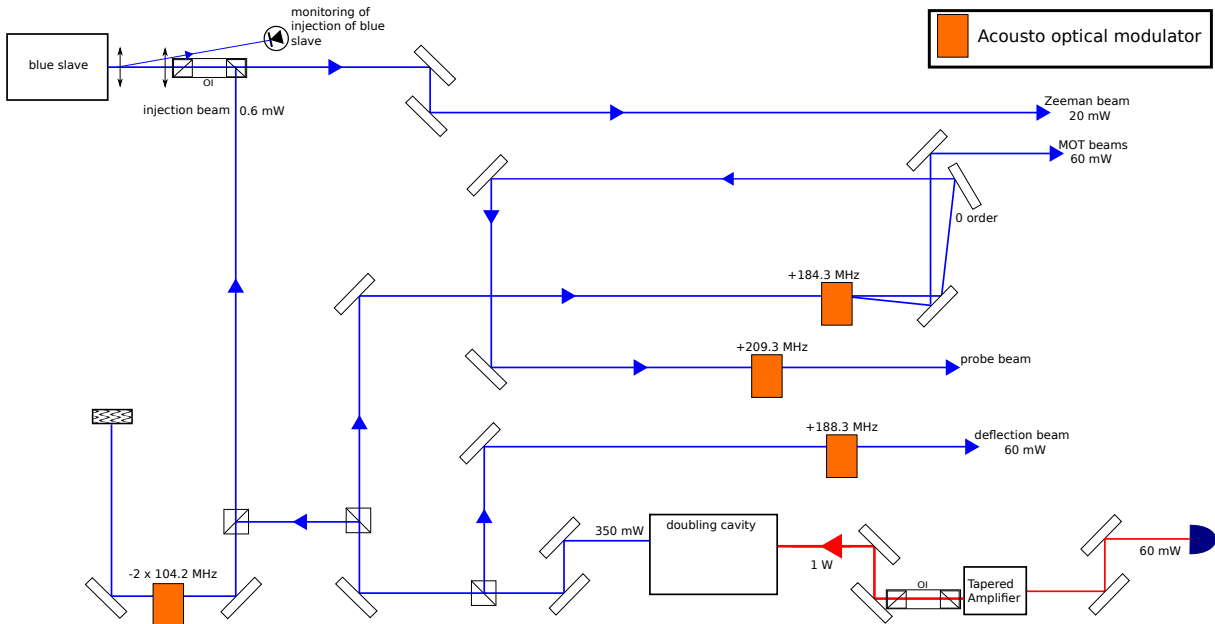 monitoring of
injection of blue
slave
Acousto optical modulator
blue slave
OI
injection beam 0.6 mW
Zeeman beam
20 mW
MOT beams
60 mW
0 order
+184.3 MHz
+209.3 MHz
probe beam
+188.3 MHz
deflection beam
60 mW
350 mW
doubling cavity
1 W
60 mW
-2 x 104.2 MHz
OI
Tapered
Amplifier